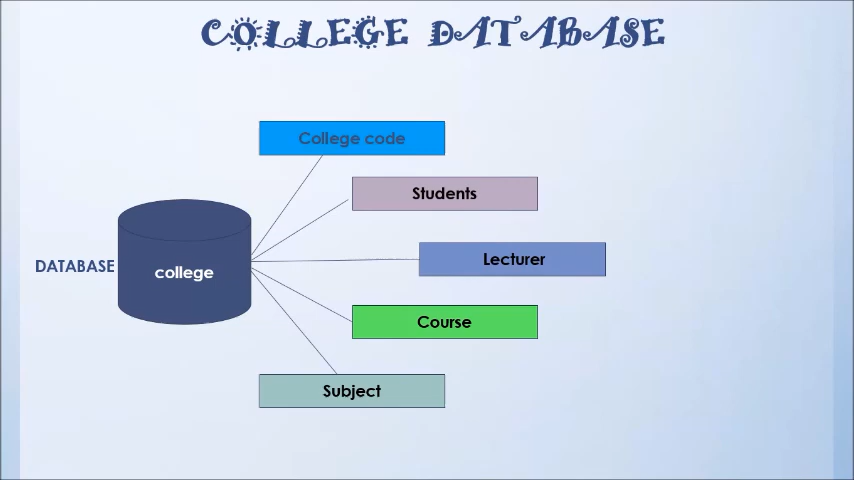 COLLEGE DATABASE
College code
Students
Lecturer
DATABASE
college
Course
Subject